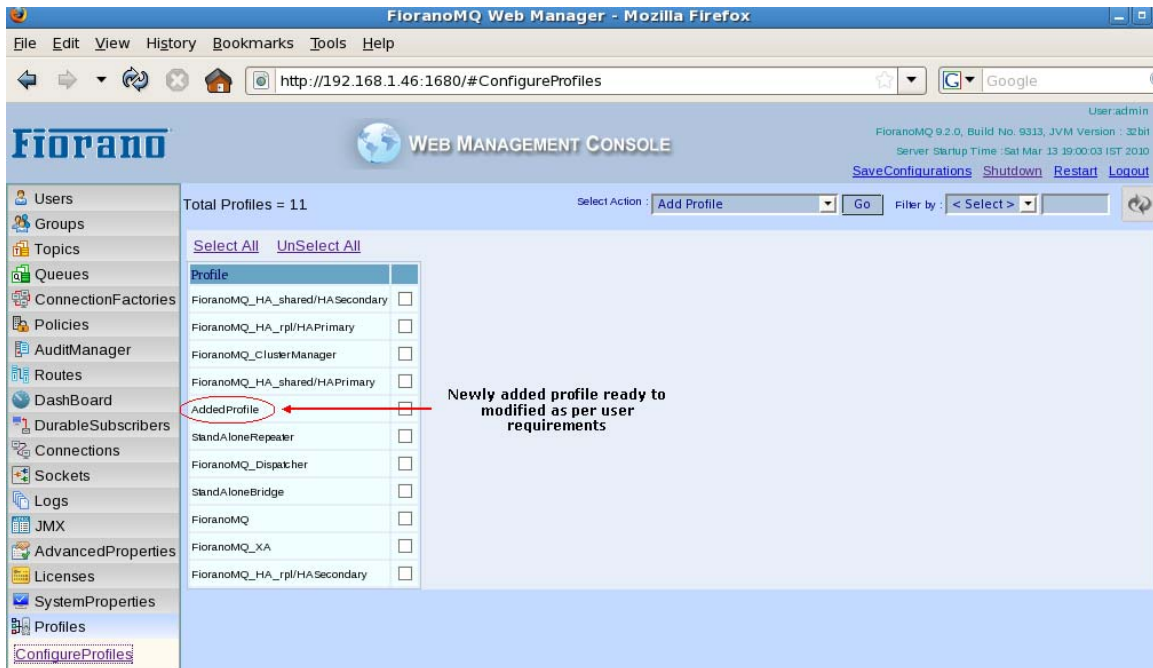 FioranoMQ Web Manager - Mozilla Firefox
File Edit View History Bookmarks Tools Help
http://192.168.1.46:1680/#ConfigureProfiles
G Google
Fiorano
WEB MANAGEMENT CONSOLE
User:admin
FioranoMQ 9.2.0, Build No. 9313, JVM Version : 32bit
Server Startup Time :Sat Mar 13 19:00:03 IST 2010
SaveConfigurations Shutdown Restart Logout
Users
Groups
Topics
Queues
ConnectionFactories
Policies
AuditManager
Routes
DashBoard
DurableSubscribers
Connections
Sockets
Logs
JMX
AdvancedProperties
Licenses
SystemProperties
Profiles
ConfigureProfiles
Total Profiles = 11
Select Action : Add Profile Go Filter by : < Select >
Select All UnSelect All
Profile
FioranoMQ_HA_shared/HASecondary
FioranoMQ_HA_rpl/HAPrimary
FioranoMQ_ClusterManager
FioranoMQ_HA_shared/HAPrimary
AddedProfile
StandAloneRepeater
FioranoMQ_Dispatcher
StandAloneBridge
FioranoMQ
FioranoMQ_XA
FioranoMQ_HA_rpl/HASecondary
Newly added profile ready to
modified as per user
requirements